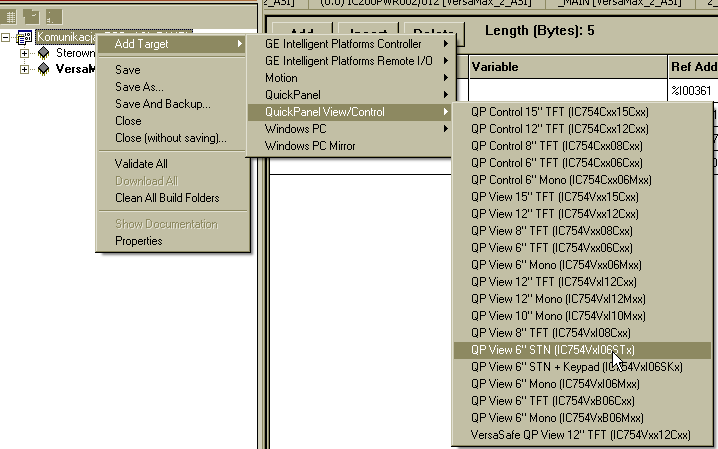 z_A5]
(0.0) IC200PWR002/012 [VersaMax_2_A5]
_MAIN [VersaMax_2_A5]
Add
Insert
Delete
Length (Bytes): 5
Variable
Ref Add
%I00361
Komunikacja
Sterown
VersaM
Add Target
Save
Save As...
Save And Backup...
Close
Close (without saving)...
Validate All
Download All
Clean All Build Folders
Show Documentation
Properties
GE Intelligent Platforms Controller
GE Intelligent Platforms Remote I/O
Motion
QuickPanel
QuickPanel View/Control
Windows PC
Windows PC Mirror
QP Control 15" TFT (IC754Cxx15Cxx)
QP Control 12" TFT (IC754Cxx12Cxx)
QP Control 8" TFT (IC754Cxx08Cxx)
QP Control 6" TFT (IC754Cxx06Cxx)
QP Control 6" Mono (IC754Cxx06Mxx)
QP View 15" TFT (IC754Vxx15Cxx)
QP View 12" TFT (IC754Vxx12Cxx)
QP View 8" TFT (IC754Vxx08Cxx)
QP View 6" TFT (IC754Vxx06Cxx)
QP View 6" Mono (IC754Vxx06Mxx)
QP View 12" TFT (IC754VxI12Cxx)
QP View 12" Mono (IC754VxI12Mxx)
QP View 10" Mono (IC754VxI10Mxx)
QP View 8" TFT (IC754VxI08Cxx)
QP View 6" STN (IC754VxI06STx)
QP View 6" STN + Keypad (IC754VxI06SKx)
QP View 6" Mono (IC754VxI06Mxx)
QP View 6" TFT (IC754VxB06Cxx)
QP View 6" Mono (IC754VxB06Mxx)
VersaSafe QP View 12" TFT (IC754Vxx12Cxx)